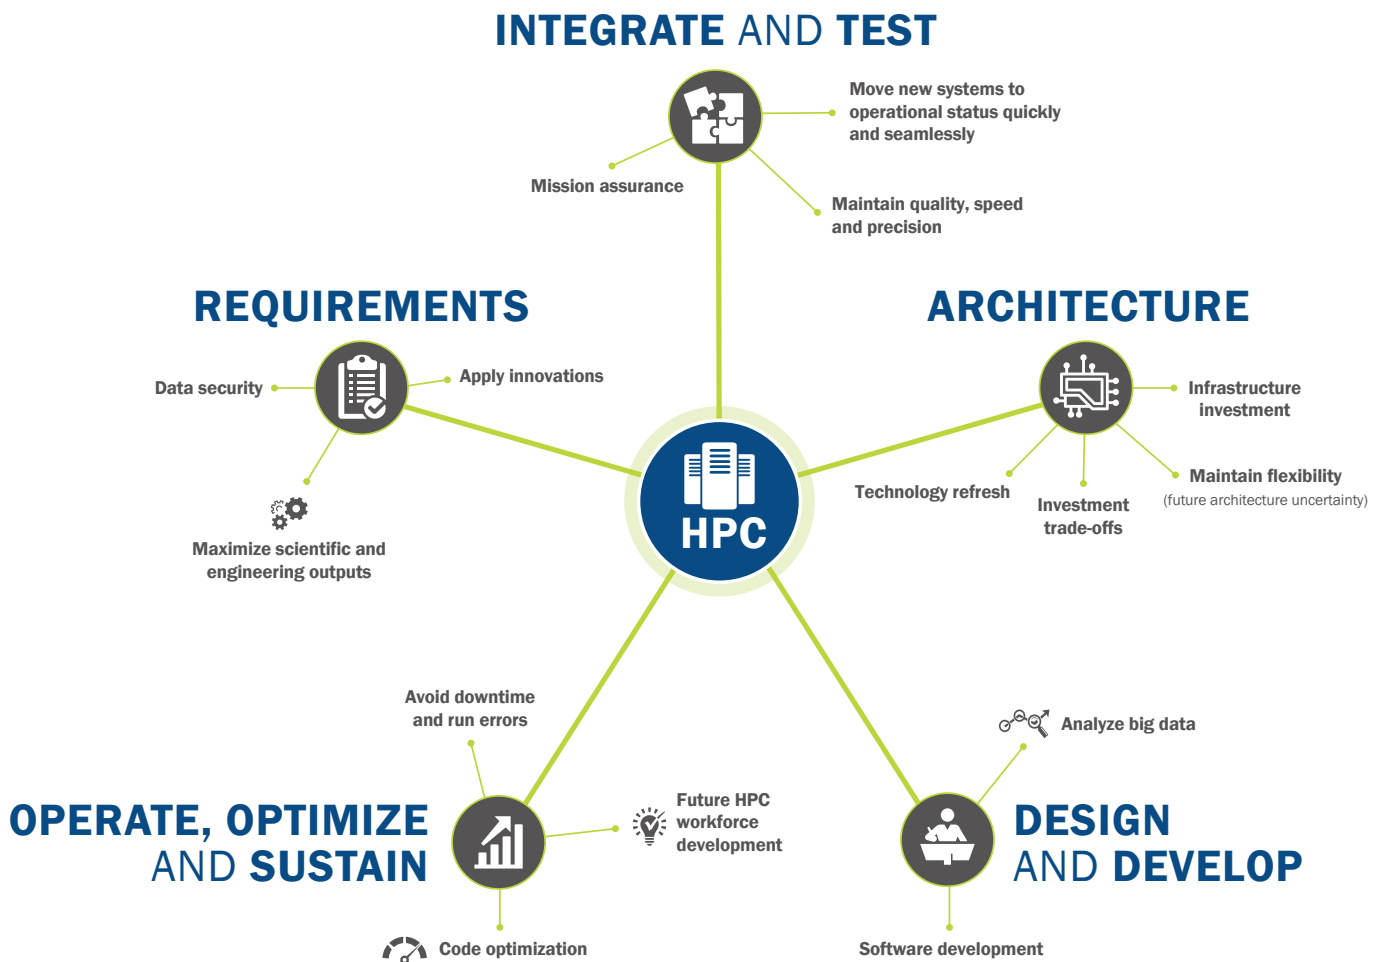 INTEGRATE AND TEST
Move new systems to
operational status quickly
and seamlessly
Mission assurance
Maintain quality, speed
and precision
REQUIREMENTS
Data security
Apply innovations
Maximize scientific and
engineering outputs
ARCHITECTURE
Infrastructure
investment
Technology refresh
Investment
trade-offs
Maintain flexibility
(future architecture uncertainty)
HPC
Avoid downtime
and run errors
OPERATE, OPTIMIZE
AND SUSTAIN
Future HPC
workforce
development
Code optimization
Analyze big data
DESIGN
AND DEVELOP
Software development